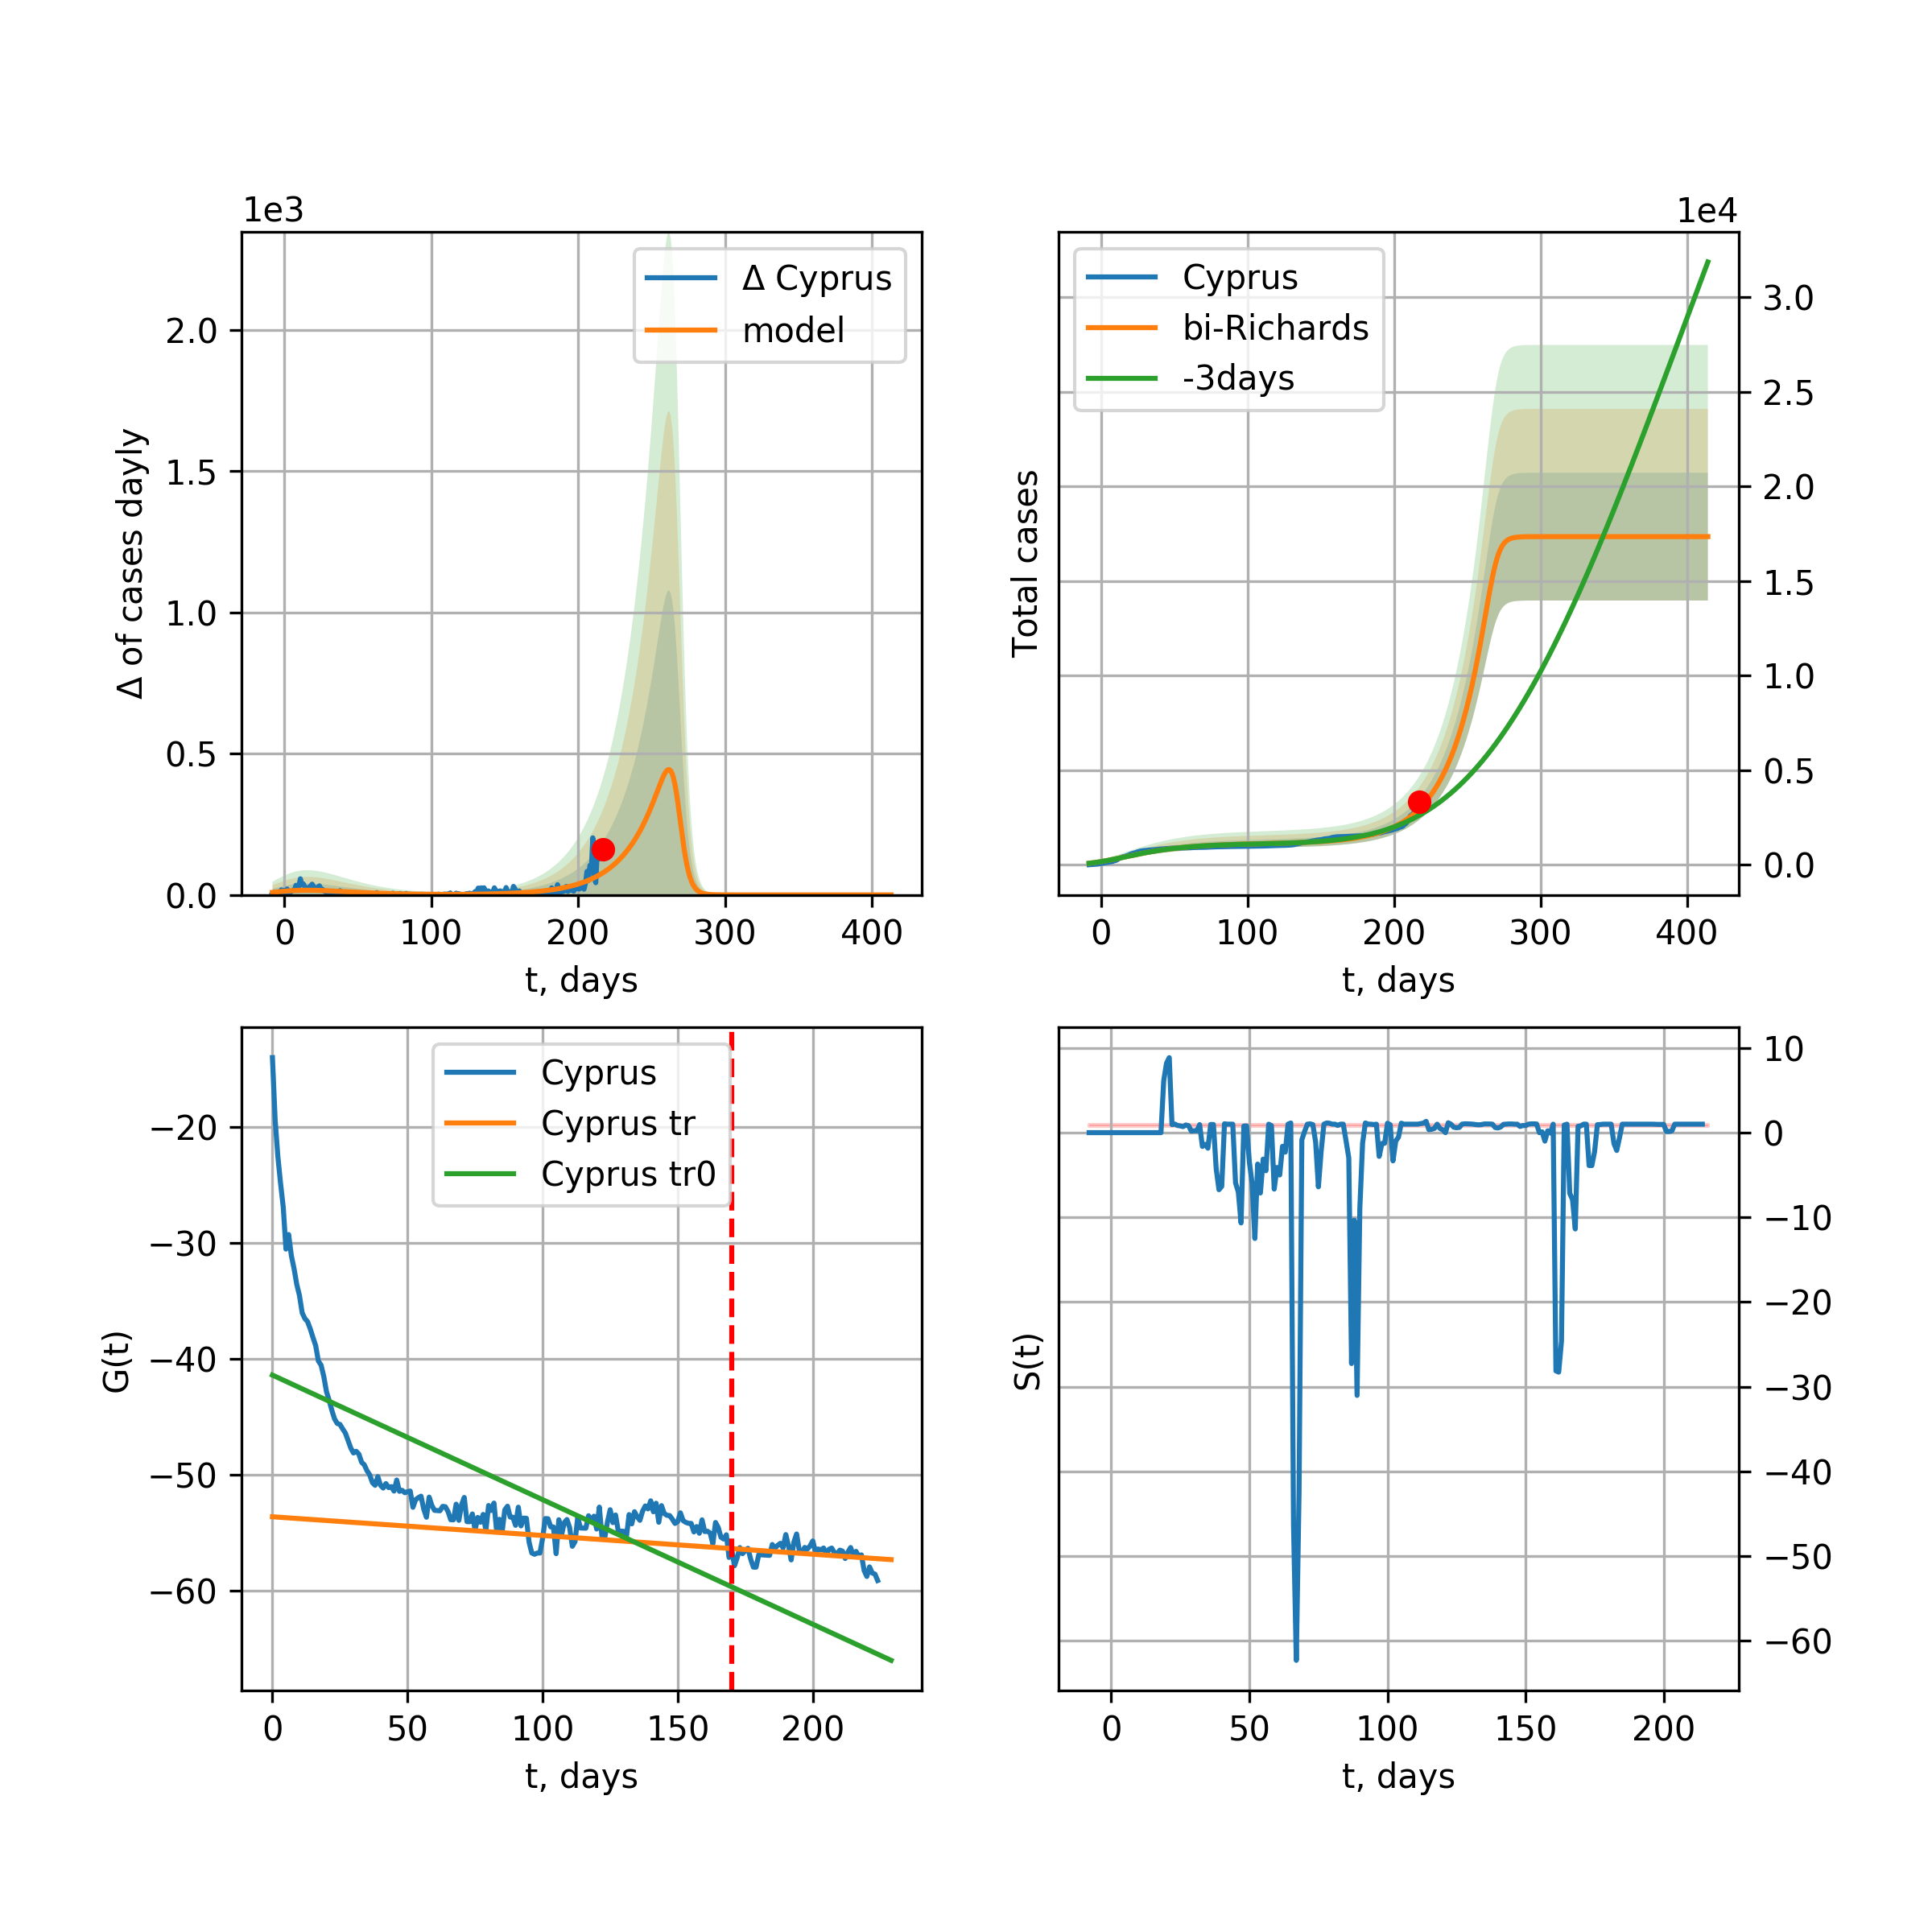 1e3
Δ Cyprus
model
2.0
1.5
1.0
0.5
0.0
Δ of cases dayly
0 100 200 300 400
t, days
1e4
Cyprus
bi-Richards
-3days
3.0
2.5
2.0
1.5
1.0
0.5
0.0
Total cases
0 100 200 300 400
t, days
Cyprus
Cyprus tr
Cyprus tr0
−20
−30
−40
−50
−60
G(t)
0 50 100 150 200
t, days
10
0
−10
−20
−30
−40
−50
−60
S(t)
0 50 100 150 200
t, days